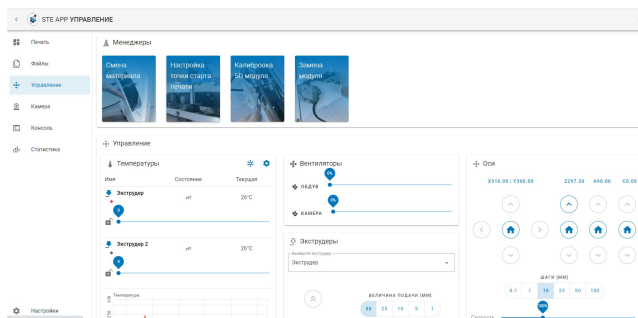 STE APP УПРАВЛЕНИЕ
Печать
Файлы
Управление
Камера
Консоль
Статистика
Настройки
Менеджеры
Смена
материала
Настройка
точки старта
печати
Калибровка
5D модуля
Замена
модуля
Управление
Температуры
Имя Состояние Текущая
Экструдер off 26°C
0
Экструдер 2 off 26°C
0
Температура
Вентиляторы
0%
ОБДУВ
0%
КАМЕРА
Экструдеры
Выберите Экструдер
Экструдер
ВЕЛИЧИНА ПОДАЧИ [ММ]
50 25 10 5 1
Оси
X310.00 | Y300.00 Z297.30 A90.00 C0.00
ШАГИ [ММ]
0.1 1 10 25 50 100
100%
Скорость